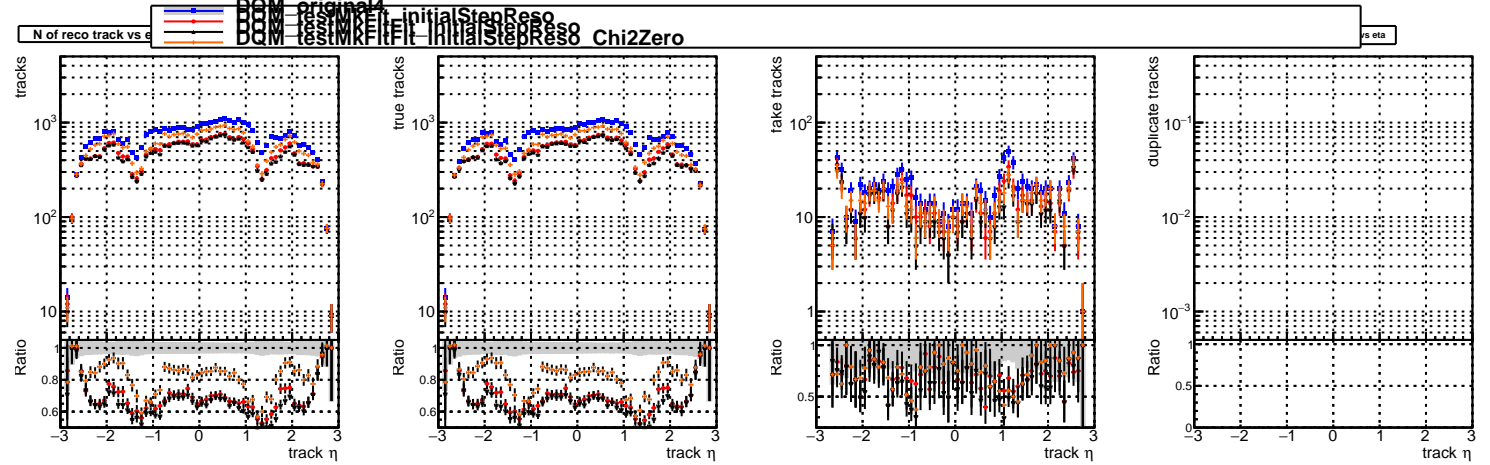 DQM_original4
DQM_testMkFit_initialStepReso
DQM_testMkFitFit_initialStepReso
DQM_testMkFitFit_initialStepReso_Chi2Zero
N of reco track vs e
vs eta
tracks
10³
10²
10
Ratio
1
0.8
0.6
−3 −2 −1 0 1 2 3
track η
true tracks
10³
10²
10
Ratio
1
0.8
0.6
−3 −2 −1 0 1 2 3
track η
fake tracks
10²
10
1
Ratio
1
0.5
−3 −2 −1 0 1 2 3
track η
duplicate tracks
10⁻¹
10⁻²
10⁻³
Ratio
1
0.5
0
−3 −2 −1 0 1 2 3
track η